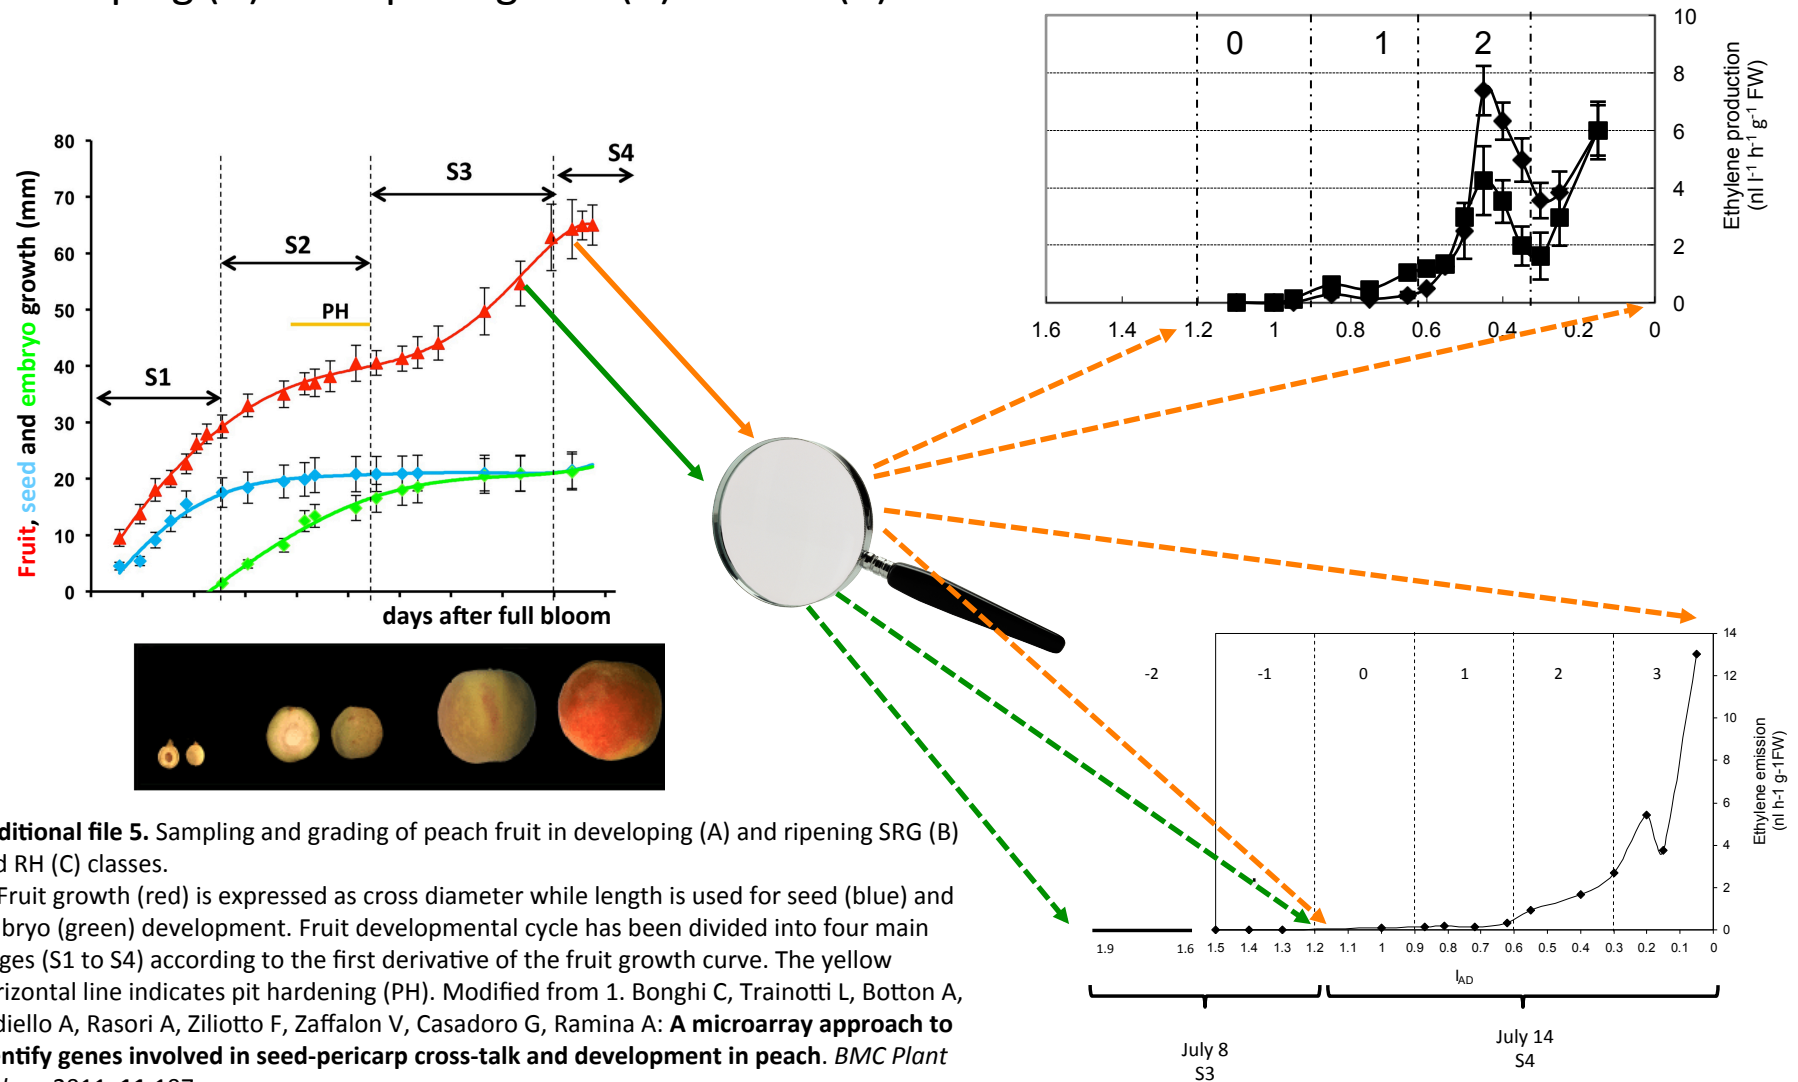 0 1 2
10
8
6
4
2
0
Ethylene production
(nl l-1 h-1 g-1 FW)
1.6 1.4 1.2 1 0.8 0.6 0.4 0.2 0
80
70
60
50
40
30
20
10
0
Fruit, seed and embryo growth (mm)
S1
S2
PH
S3
S4
days after full bloom
-2 -1 0 1 2 3
14
12
10
8
6
4
2
0
Ethylene emission
(nl h-1 g-1FW)
1.9 1.6 1.5 1.4 1.3 1.2 1.1 1 0.9 0.8 0.7 0.6 0.5 0.4 0.3 0.2 0.1 0
IAD
July 8
S3
July 14
S4
ditional file 5. Sampling and grading of peach fruit in developing (A) and ripening SRG (B)
d RH (C) classes.
Fruit growth (red) is expressed as cross diameter while length is used for seed (blue) and
bryo (green) development. Fruit developmental cycle has been divided into four main
ges (S1 to S4) according to the first derivative of the fruit growth curve. The yellow
rizontal line indicates pit hardening (PH). Modified from 1. Bonghi C, Trainotti L, Botton A,
diello A, Rasori A, Ziliotto F, Zaffalon V, Casadoro G, Ramina A: A microarray approach to
entify genes involved in seed-pericarp cross-talk and development in peach. BMC Plant